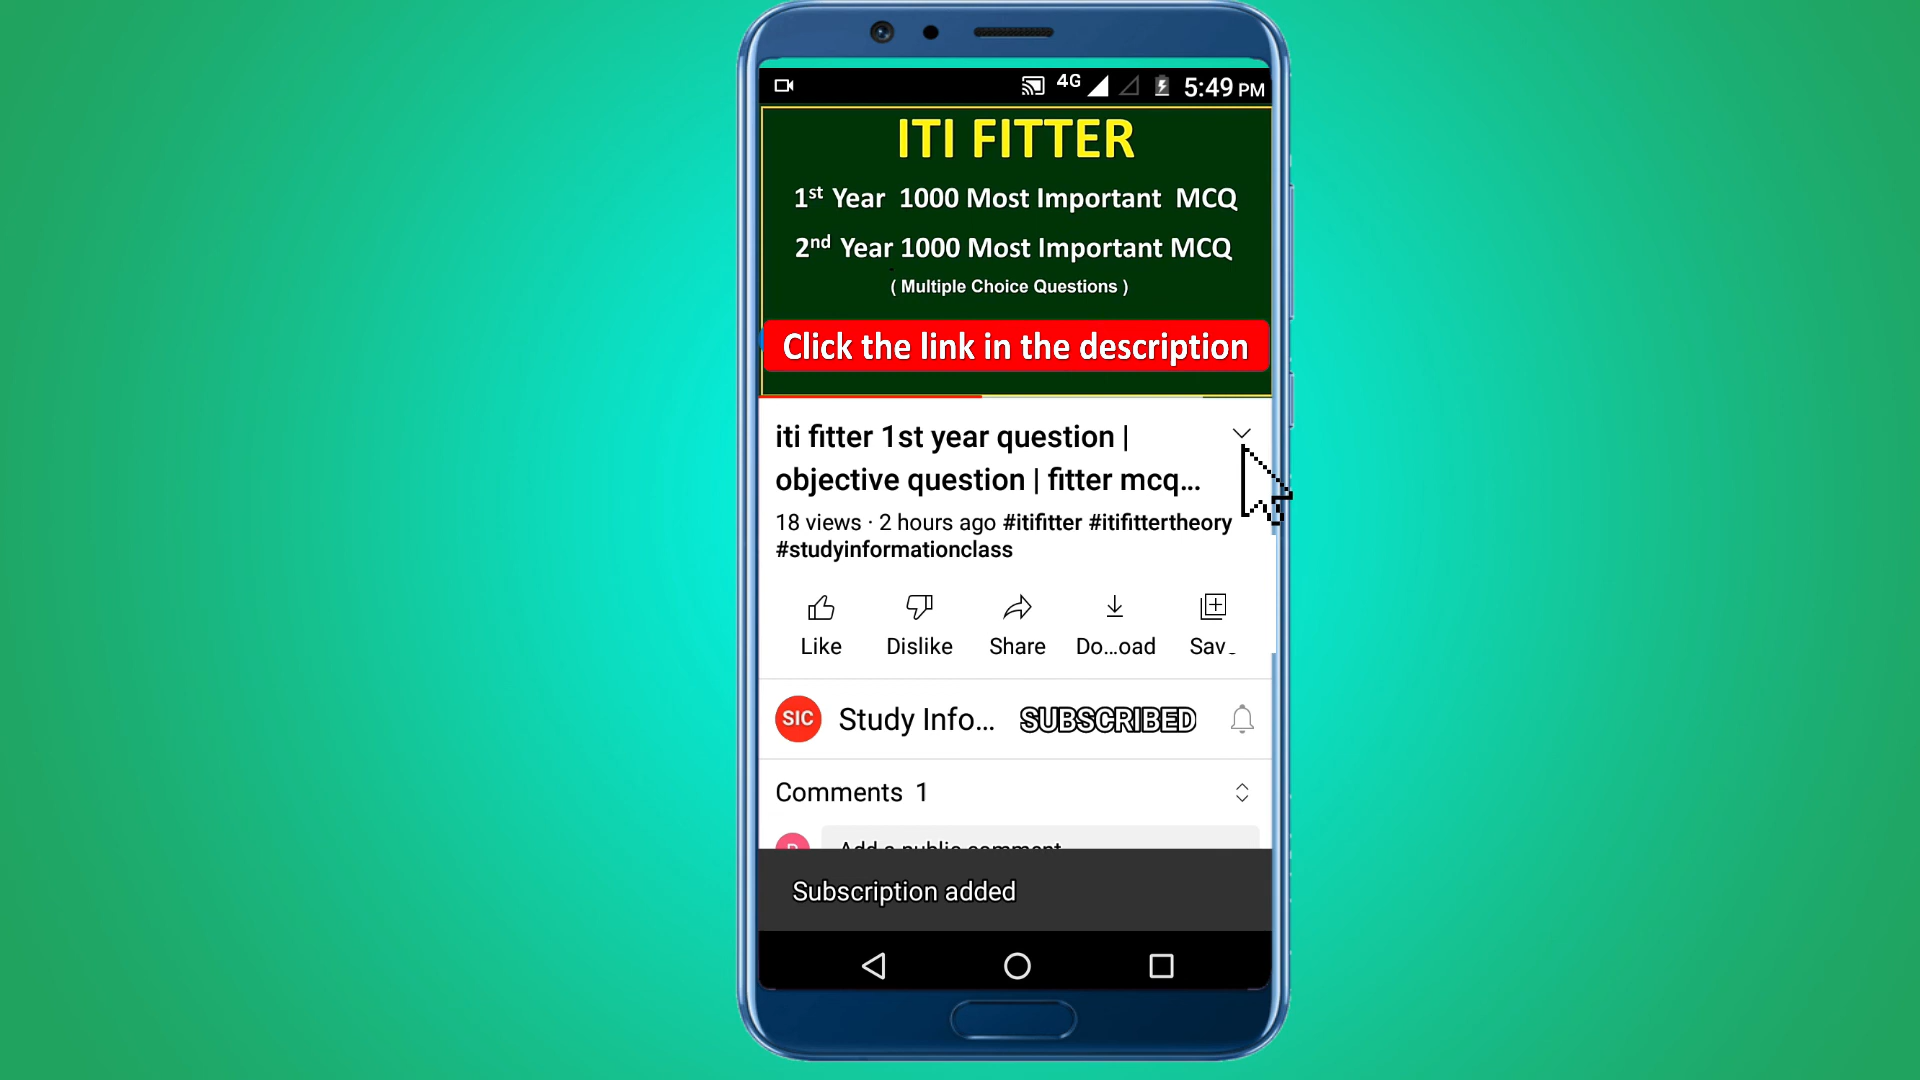 4G 5:49 PM
ITI FITTER
1st Year 1000 Most Important MCQ
2nd Year 1000 Most Important MCQ
( Multiple Choice Questions )
Click the link in the description
iti fitter 1st year question |
objective question | fitter mcq...
18 views · 2 hours ago #itifitter #itifittertheory
#studyinformationclass
Like Dislike Share Do...oad Sav
SIC Study Info... SUBSCRIBED
Comments 1
Add a public comment
Subscription added